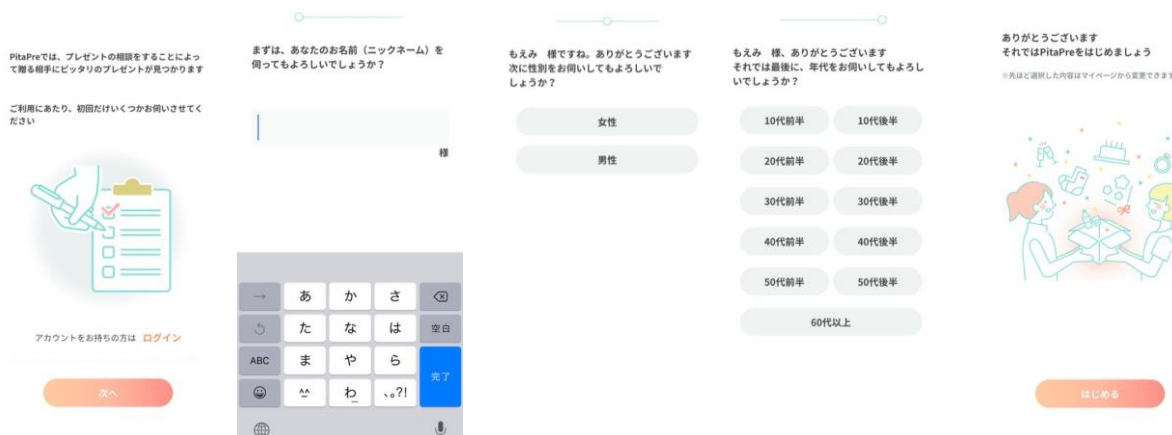 PitaPreでは、プレゼントの相談をすることによっ
て贈る相手にピッタリのプレゼントが見つかります
ご利用にあたり、初回だけいくつかお伺いさせてく
ださい
アカウントをお持ちの方は ログイン
次へ
まずは、あなたのお名前（ニックネーム）を
伺ってもよろしいでしょうか？
様
→
あ
か
さ
た
な
は
空白
ABC
ま
や
ら
完了
^^
わ
、。?!
もえみ 様ですね。ありがとうございます
次に性別をお伺いしてもよろしいで
しょうか？
女性
男性
もえみ 様、ありがとうございます
それでは最後に、年代をお伺いしてもよろし
いでしょうか？
10代前半 10代後半
20代前半 20代後半
30代前半 30代後半
40代前半 40代後半
50代前半 50代後半
60代以上
ありがとうございます
それではPitaPreをはじめましょう
※先ほど選択した内容はマイページから変更できます
はじめる